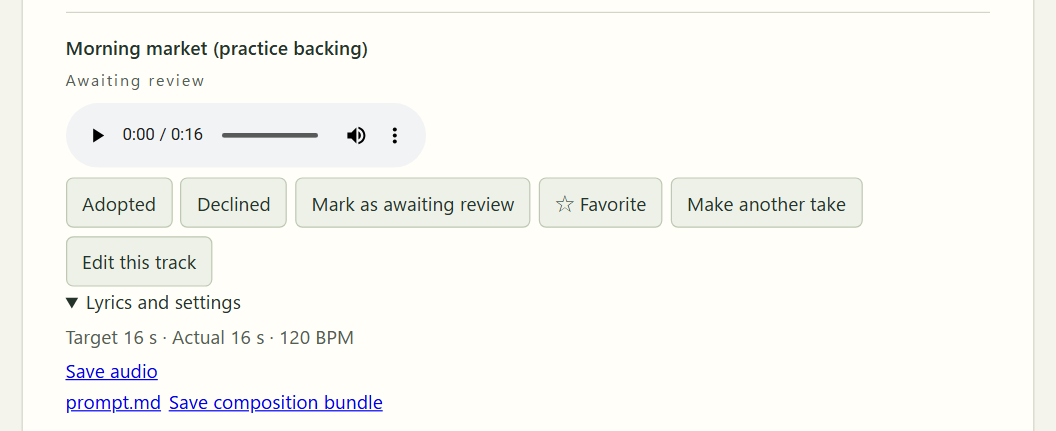 Morning market (practice backing)
Awaiting review
0:00 / 0:16
Adopted Declined Mark as awaiting review ☆ Favorite Make another take
Edit this track
▼ Lyrics and settings
Target 16 s · Actual 16 s · 120 BPM
Save audio
prompt.md Save composition bundle